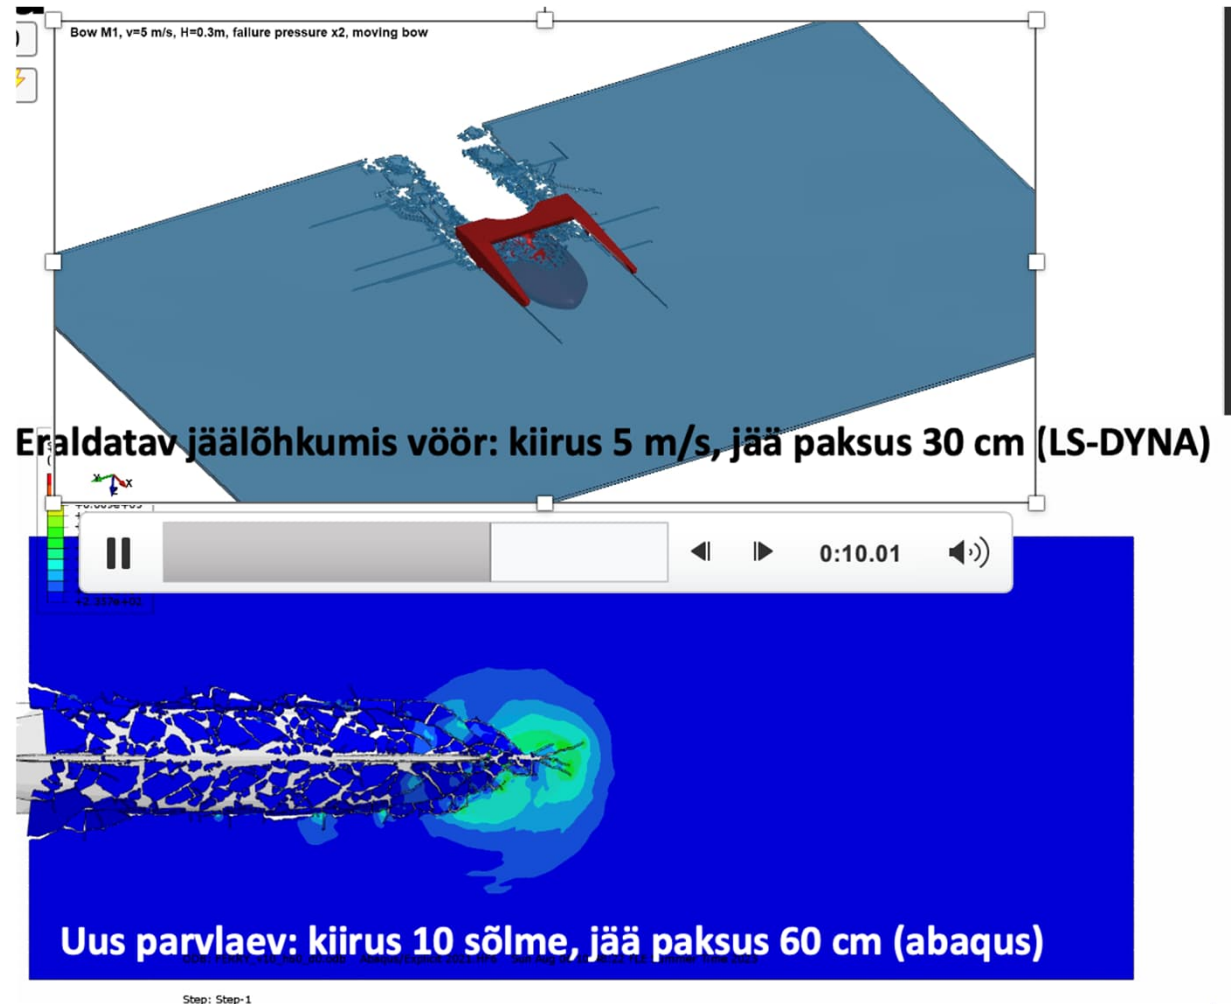 Bow M1, v=5 m/s, H=0.3m, failure pressure x2, moving bow
Eraldatav jäälõhkumis vöör: kiirus 5 m/s, jää paksus 30 cm (LS-DYNA)
Y
X
Z
0:10.01
Uus parvlaev: kiirus 10 sõlme, jää paksus 60 cm (abaqus)
Step: Step-1